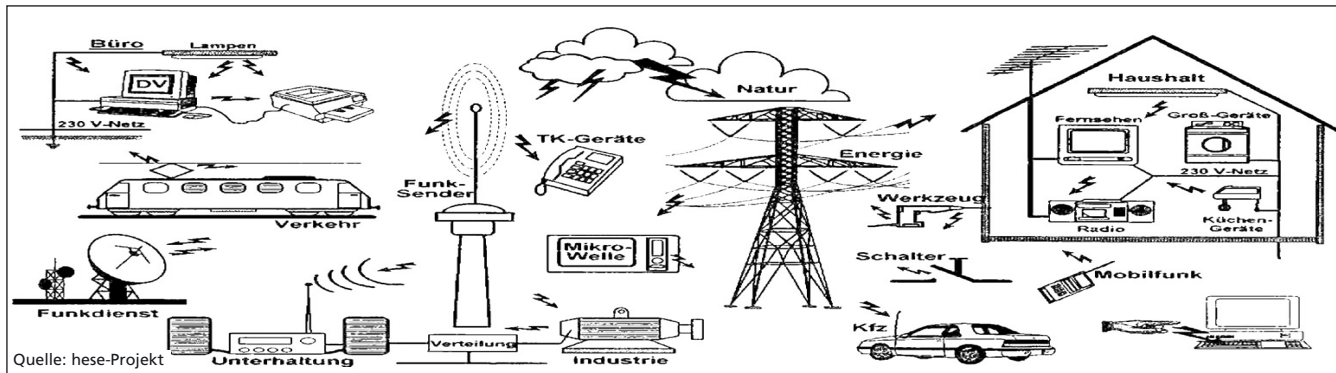 Büro
Lampen
DV
230 V-Netz
Verkehr
Funkdienst
Unterhaltung
Quelle: hese-Projekt
Funk-
Sender
TK-Geräte
Natur
Energie
Mikro-
Welle
Verteilung
Industrie
Haushalt
Fernsehen
Groß-Geräte
230 V-Netz
Radio
Küchen-
Geräte
Werkzeug
Schalter
Mobilfunk
Kfz